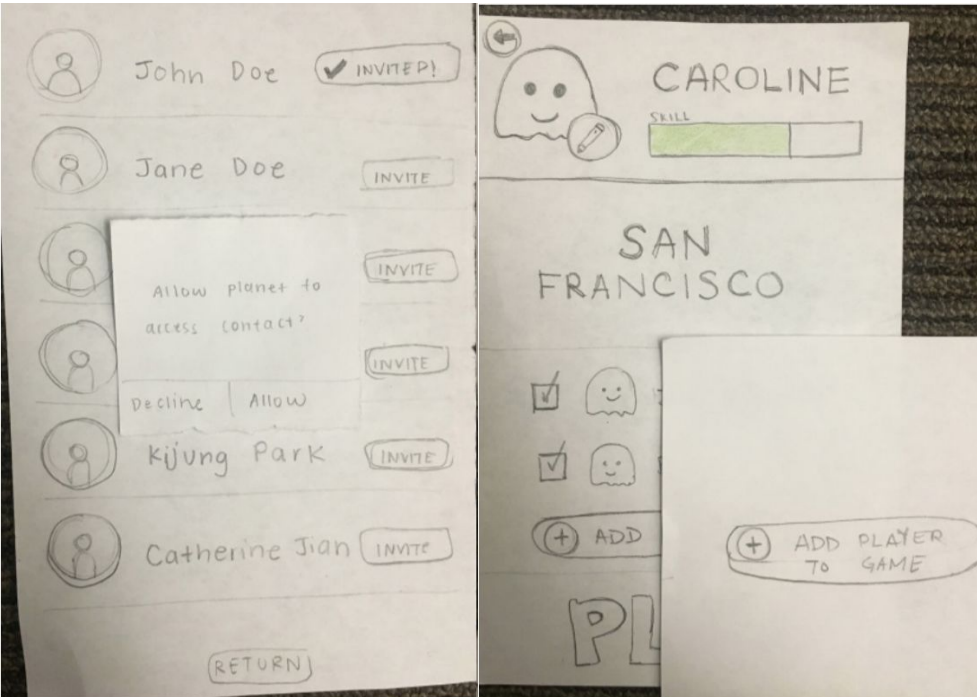 John Doe
✔ INVITED!
Jane Doe
INVITE
INVITE
Allow planet to
access contact?
INVITE
Decline
Allow
Kijung Park
INVITE
Catherine Jian
INVITE
RETURN
CAROLINE
SKILL
SAN
FRANCISCO
+ ADD
+ ADD PLAYER
TO GAME
PL